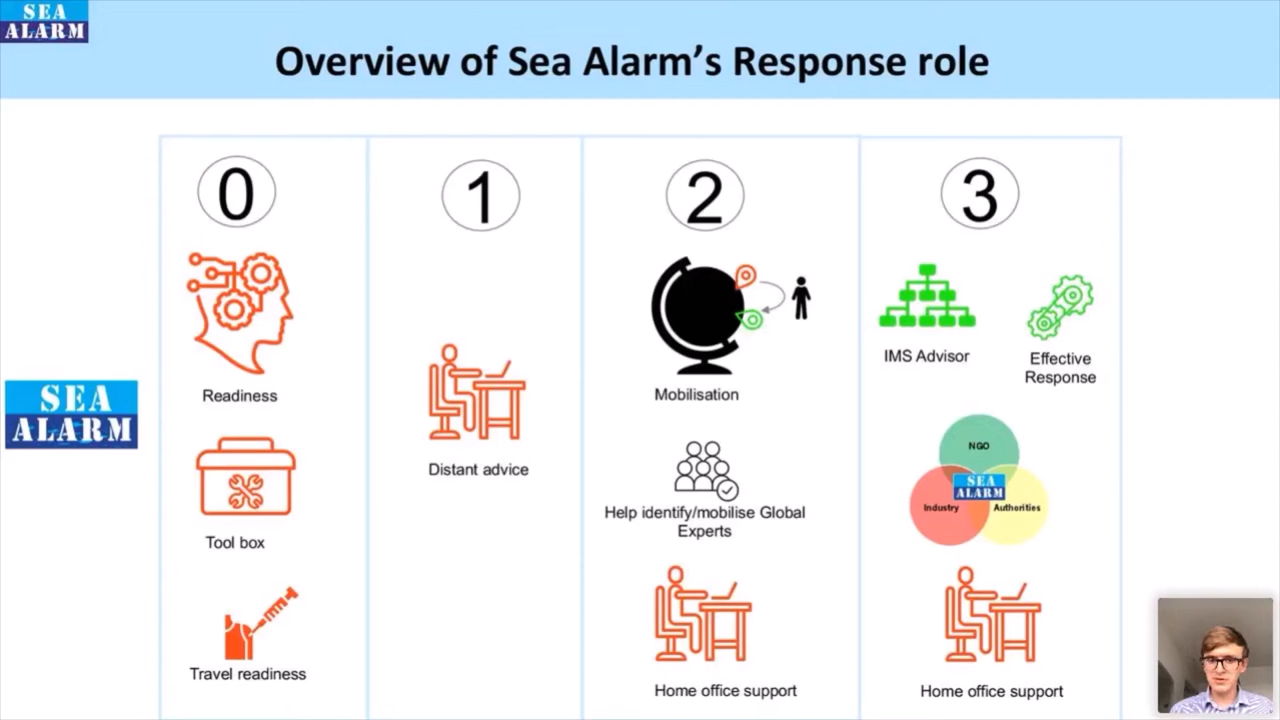 SEA
ALARM
Overview of Sea Alarm's Response role
SEA
ALARM
0
Readiness
Tool box
Travel readiness
1
Distant advice
2
Mobilisation
Help identify/mobilise Global
Experts
Home office support
3
IMS Advisor
Effective
Response
NGO
SEA
ALARM
Industry
Authorities
Home office support